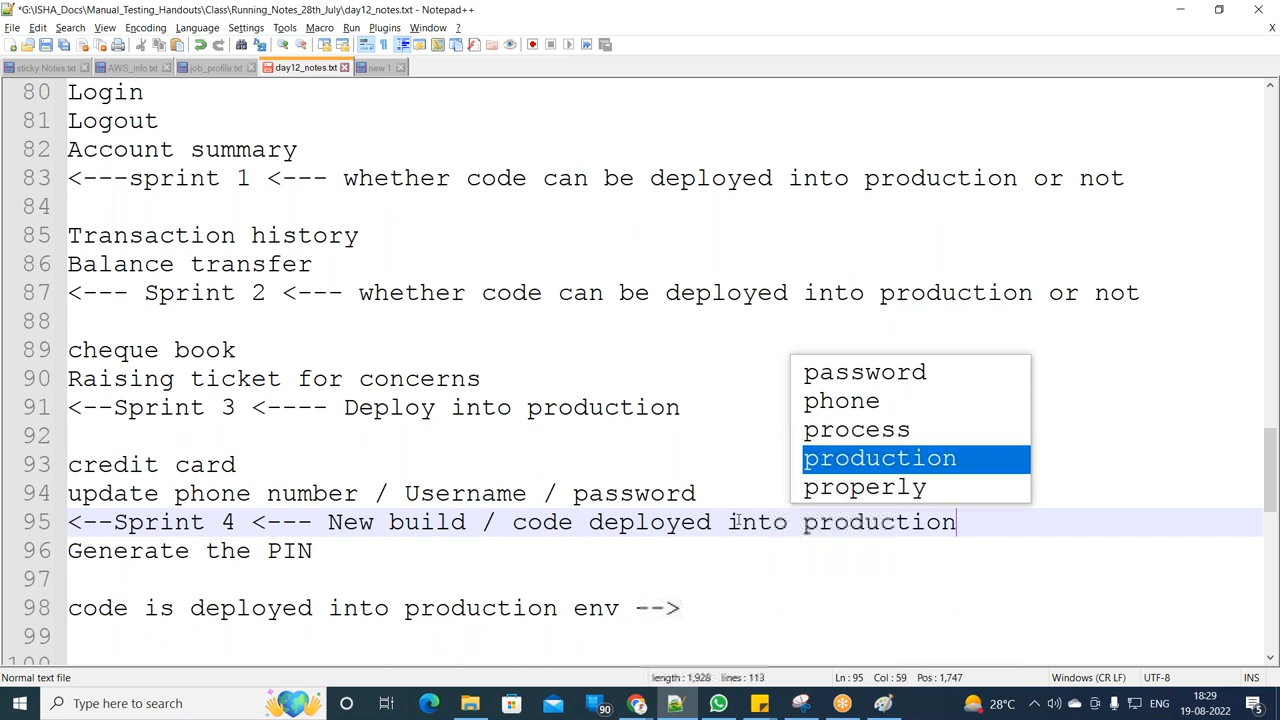 *G:\ISHA_Docs\Manual_Testing_Handouts\Class\Running_Notes_28th_July\day12_notes.txt - Notepad++
File Edit Search View Encoding Language Settings Tools Macro Run Plugins Window ?
X
sticky Notes.txt AWS_info.txt job_profile.txt day12_notes.txt new 1
80 Login
81 Logout
82 Account summary
83 <---sprint 1 <--- whether code can be deployed into production or not
84
85 Transaction history
86 Balance transfer
87 <--- Sprint 2 <--- whether code can be deployed into production or not
88
89 cheque book
90 Raising ticket for concerns
91 <--Sprint 3 <---- Deploy into production
92
93 credit card
94 update phone number / Username / password
95 <--Sprint 4 <--- New build / code deployed into production
96 Generate the PIN
97
98 code is deployed into production env -->
99
100
password
phone
process
production
properly
Normal text file length : 1,928 lines : 113 Ln : 95 Col : 59 Pos : 1,747 Windows (CR LF) UTF-8 INS
Type here to search 90 28°C ENG 18:29 19-08-2022 5